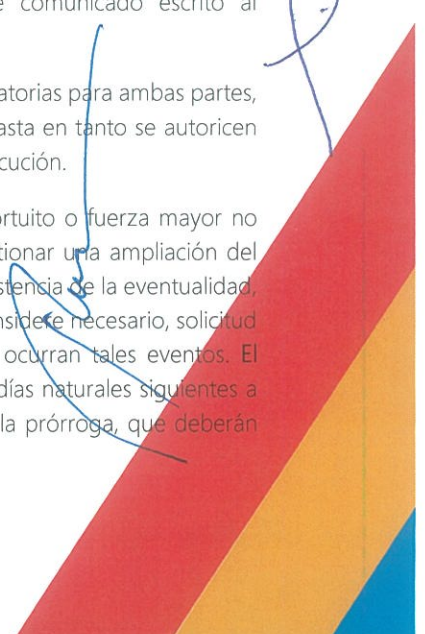 comunicado escrito al
atorias para ambas partes,
asta en tanto se autoricen
cución.
ortuito o fuerza mayor no
tionar una ampliación del
stencia de la eventualidad,
nsidere necesario, solicitud
ocurran tales eventos. El
días naturales siguientes a
la prórroga, que deberán